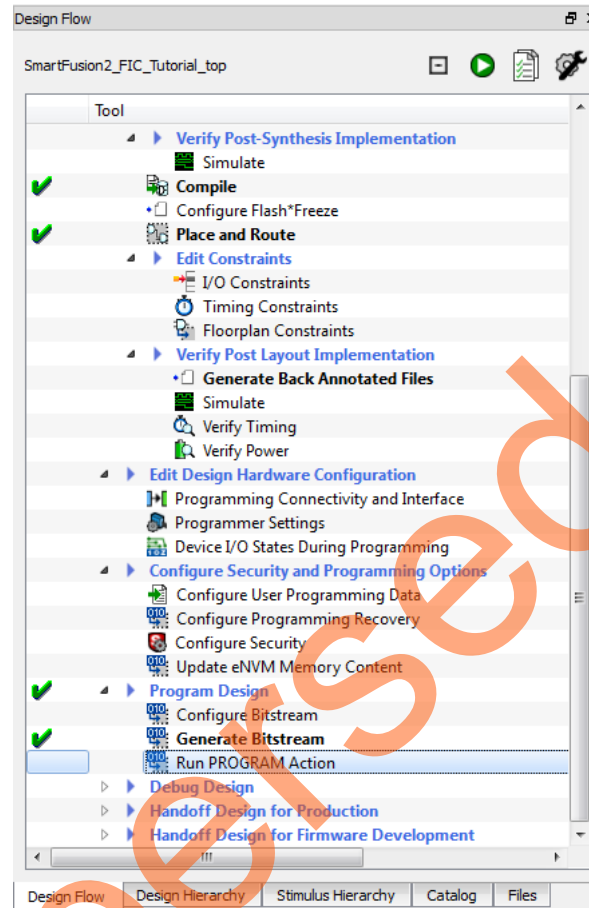 Design Flow
SmartFusion2_FIC_Tutorial_top
Tool
Verify Post-Synthesis Implementation
Simulate
Compile
Configure Flash*Freeze
Place and Route
Edit Constraints
I/O Constraints
Timing Constraints
Floorplan Constraints
Verify Post Layout Implementation
Generate Back Annotated Files
Simulate
Verify Timing
Verify Power
Edit Design Hardware Configuration
Programming Connectivity and Interface
Programmer Settings
Device I/O States During Programming
Configure Security and Programming Options
Configure User Programming Data
Configure Programming Recovery
Configure Security
Update eNVM Memory Content
Program Design
Configure Bitstream
Generate Bitstream
Run PROGRAM Action
Debug Design
Handoff Design for Production
Handoff Design for Firmware Development
Design Flow Design Hierarchy Stimulus Hierarchy Catalog Files